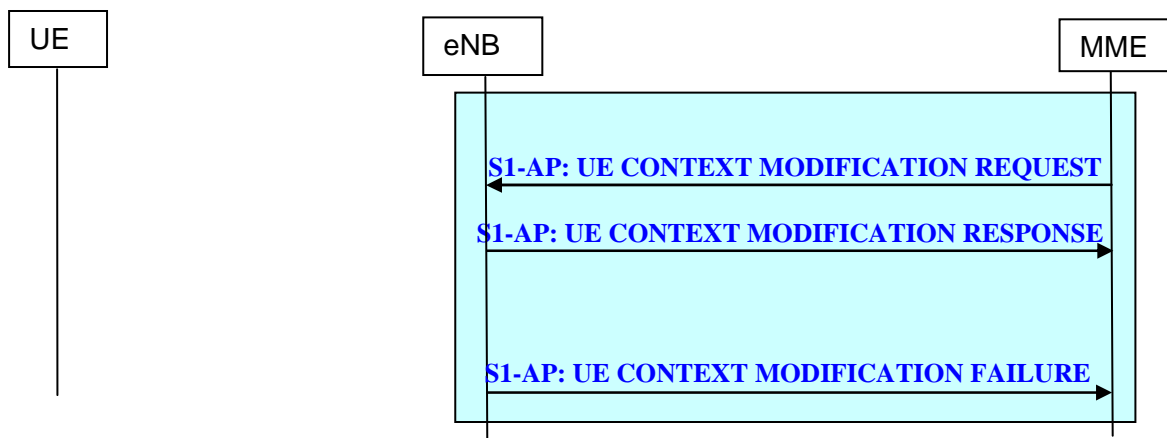 UE
eNB
MME
S1-AP: UE CONTEXT MODIFICATION REQUEST
S1-AP: UE CONTEXT MODIFICATION RESPONSE
S1-AP: UE CONTEXT MODIFICATION FAILURE